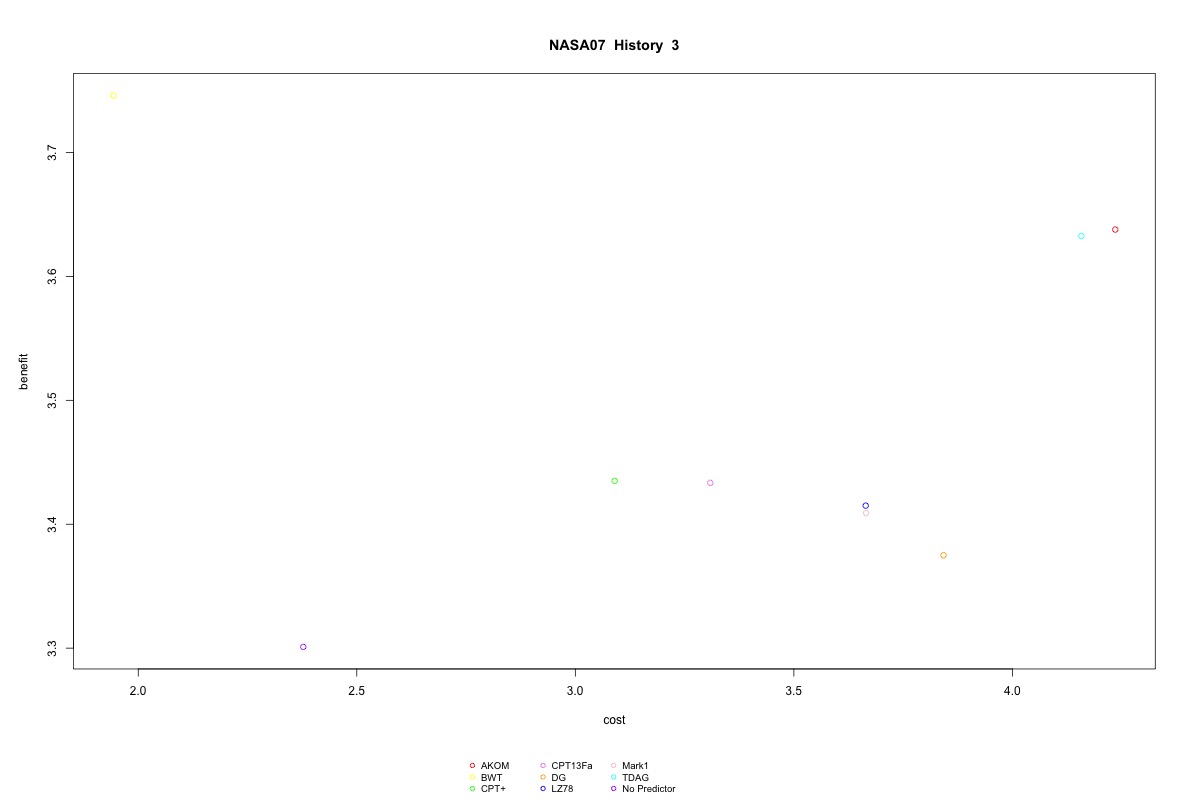 NASA07 History 3
3.7
3.6
3.5
3.4
3.3
benefit
2.0 2.5 3.0 3.5 4.0
cost
AKOM CPT13Fa Mark1
BWT DG TDAG
CPT+ LZ78 No Predictor